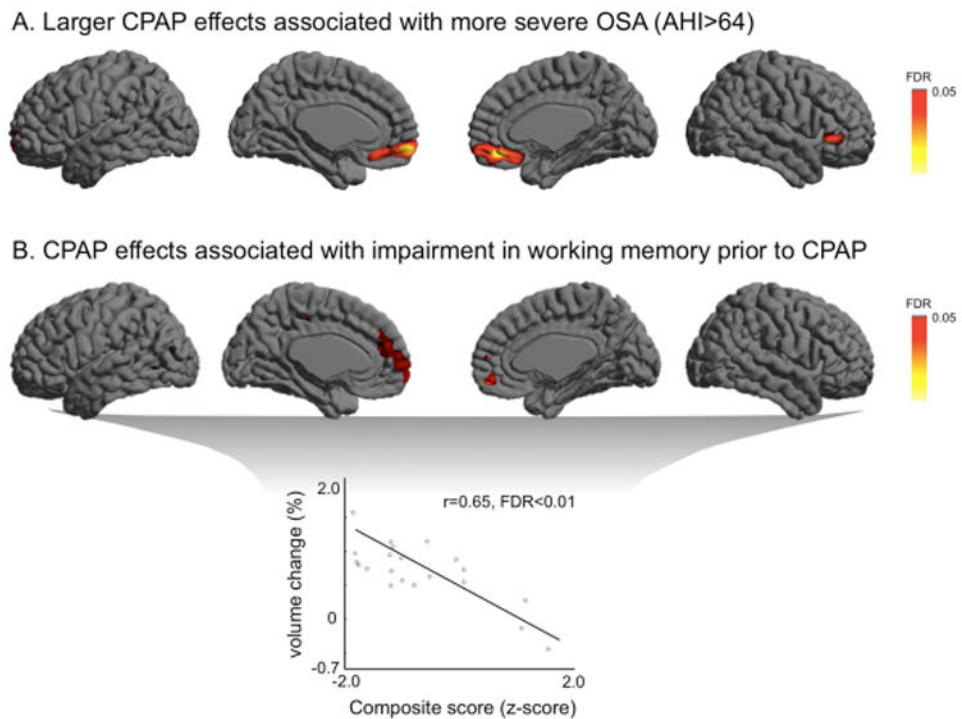 A. Larger CPAP effects associated with more severe OSA (AHI>64)
FDR
0.05
B. CPAP effects associated with impairment in working memory prior to CPAP
FDR
0.05
2.0
r=0.65, FDR<0.01
volume change (%)
0
-0.7
-2.0
2.0
Composite score (z-score)